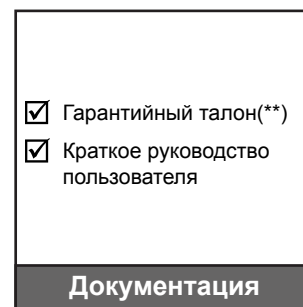 Гарантийный талон(**)
Краткое руководство
пользователя
Документация